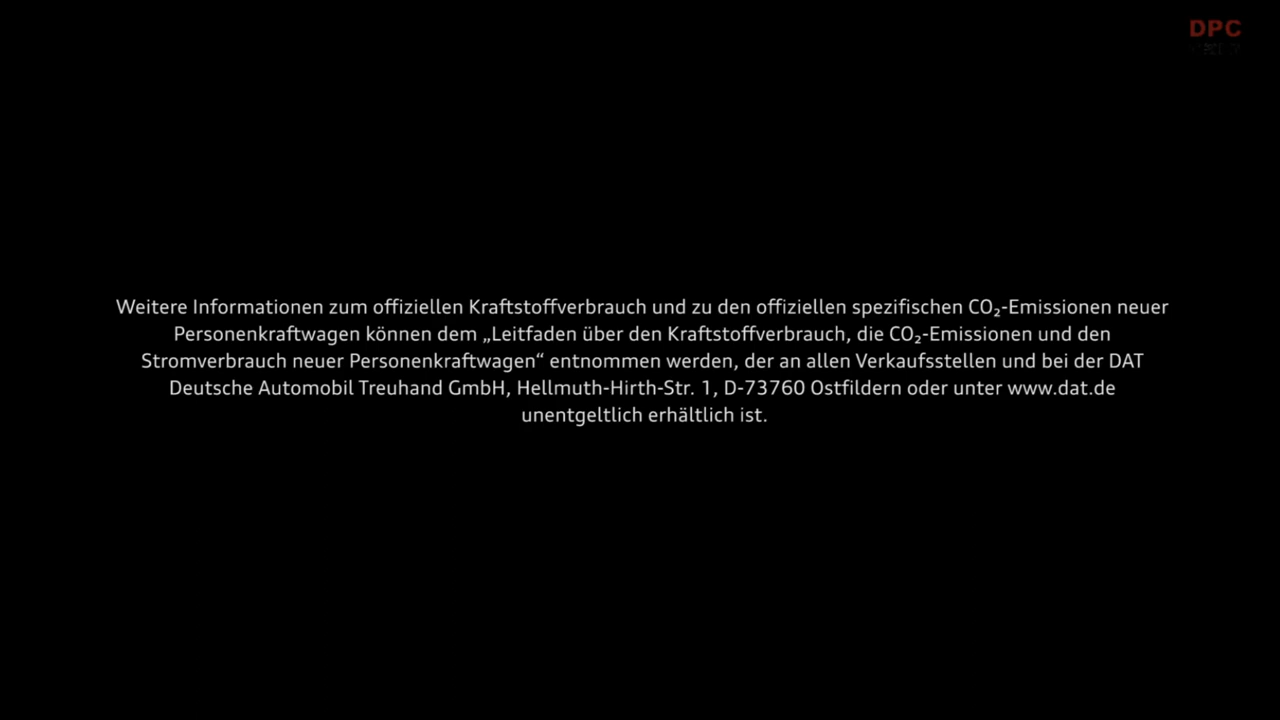 DPC
Weitere Informationen zum offiziellen Kraftstoffverbrauch und zu den offiziellen spezifischen CO₂-Emissionen neuer
Personenkraftwagen können dem „Leitfaden über den Kraftstoffverbrauch, die CO₂-Emissionen und den
Stromverbrauch neuer Personenkraftwagen“ entnommen werden, der an allen Verkaufsstellen und bei der DAT
Deutsche Automobil Treuhand GmbH, Hellmuth-Hirth-Str. 1, D-73760 Ostfildern oder unter www.dat.de
unentgeltlich erhältlich ist.